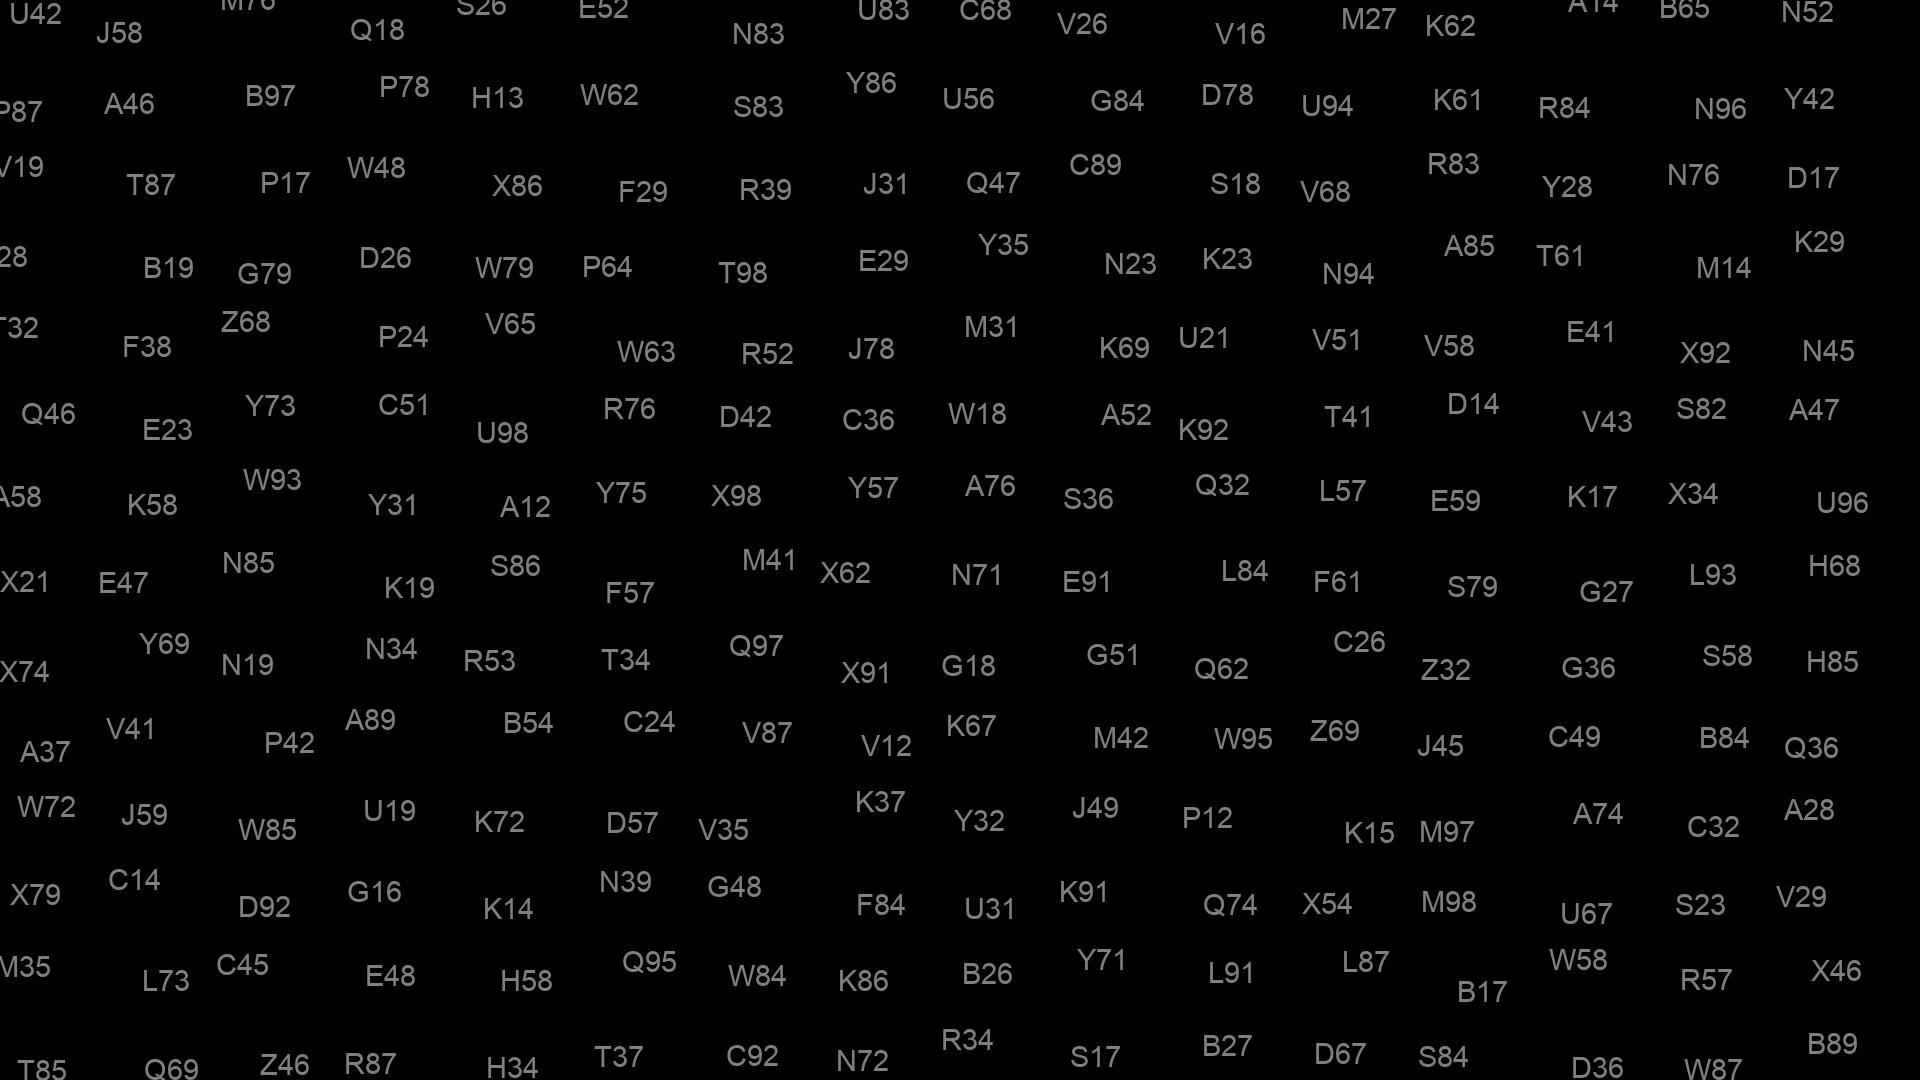 U42 J58 M76 Q18 S26 E52 N83 U83 C68 V26 V16 M27 K62 A14 B65 N52
P87 A46 B97 P78 H13 W62 S83 Y86 U56 G84 D78 U94 K61 R84 N96 Y42
V19 T87 P17 W48 X86 F29 R39 J31 Q47 C89 S18 V68 R83 Y28 N76 D17
28 B19 G79 D26 W79 P64 T98 E29 Y35 N23 K23 N94 A85 T61 M14 K29
T32 F38 Z68 P24 V65 W63 R52 J78 M31 K69 U21 V51 V58 E41 X92 N45
Q46 E23 Y73 C51 U98 R76 D42 C36 W18 A52 K92 T41 D14 V43 S82 A47
A58 K58 W93 Y31 A12 Y75 X98 Y57 A76 S36 Q32 L57 E59 K17 X34 U96
X21 E47 N85 K19 S86 F57 M41 X62 N71 E91 L84 F61 S79 G27 L93 H68
X74 Y69 N19 N34 R53 T34 Q97 X91 G18 G51 Q62 C26 Z32 G36 S58 H85
A37 V41 P42 A89 B54 C24 V87 V12 K67 M42 W95 Z69 J45 C49 B84 Q36
W72 J59 W85 U19 K72 D57 V35 K37 Y32 J49 P12 K15 M97 A74 C32 A28
X79 C14 D92 G16 K14 N39 G48 F84 U31 K91 Q74 X54 M98 U67 S23 V29
M35 L73 C45 E48 H58 Q95 W84 K86 B26 Y71 L91 L87 B17 W58 R57 X46
T85 Q69 Z46 R87 H34 T37 C92 N72 R34 S17 B27 D67 S84 D36 W87 B89